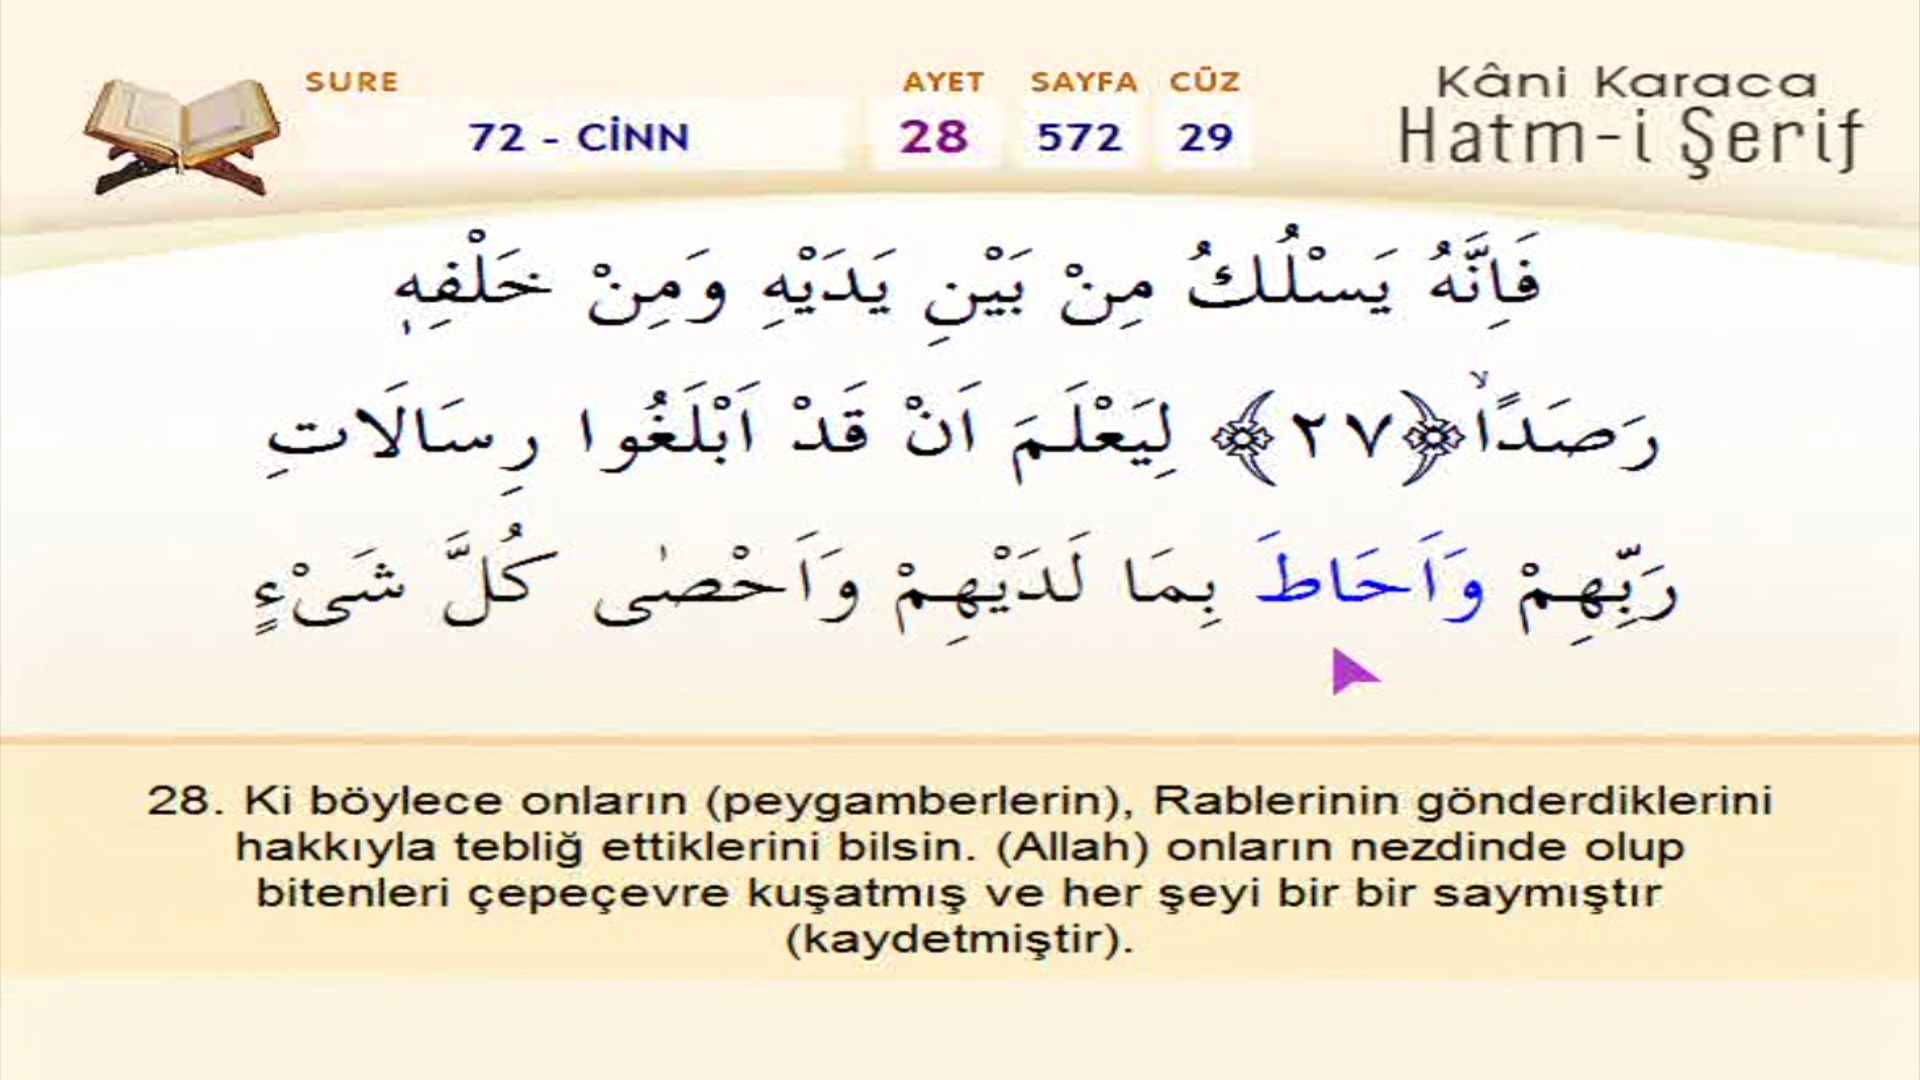 SURE
72 - CİNN
AYET
28
SAYFA
572
CÜZ
29
Kâni Karaca
Hatm-i Şerif
فَاِنَّهُ يَسْلُكُ مِنْ بَيْنِ يَدَيْهِ وَمِنْ خَلْفِهٖ
رَصَدًاۙ ﴿٢٧﴾ لِيَعْلَمَ اَنْ قَدْ اَبْلَغُوا رِسَالَاتِ
رَبِّهِمْ وَاَحَاطَ بِمَا لَدَيْهِمْ وَاَحْصٰى كُلَّ شَىْءٍ
28. Ki böylece onların (peygamberlerin), Rablerinin gönderdiklerini
hakkıyla tebliğ ettiklerini bilsin. (Allah) onların nezdinde olup
bitenleri çepeçevre kuşatmış ve her şeyi bir bir saymıştır
(kaydetmiştir).